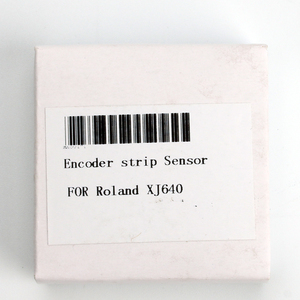 Encoder strip Sensor
FOR Roland XJ640